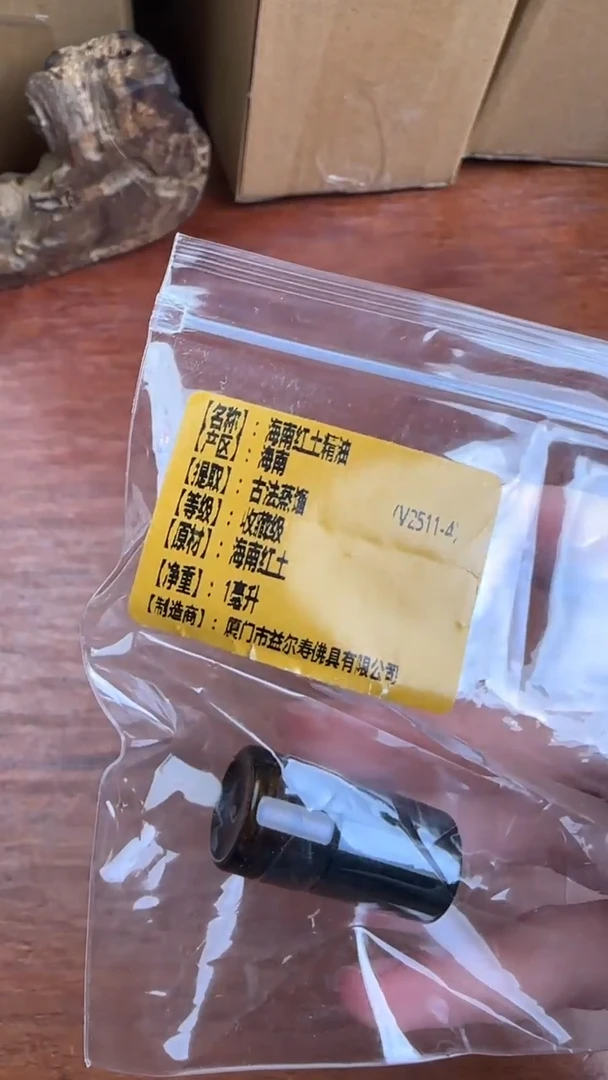 【名称】：海南红土精油
【产区】：海南
【提取】：古法蒸馏
【等级】：收藏级
(V2511-4)
【原材】：海南红土
【净重】：1毫升
【制造商】：厦门市益尔寿佛具有限公司